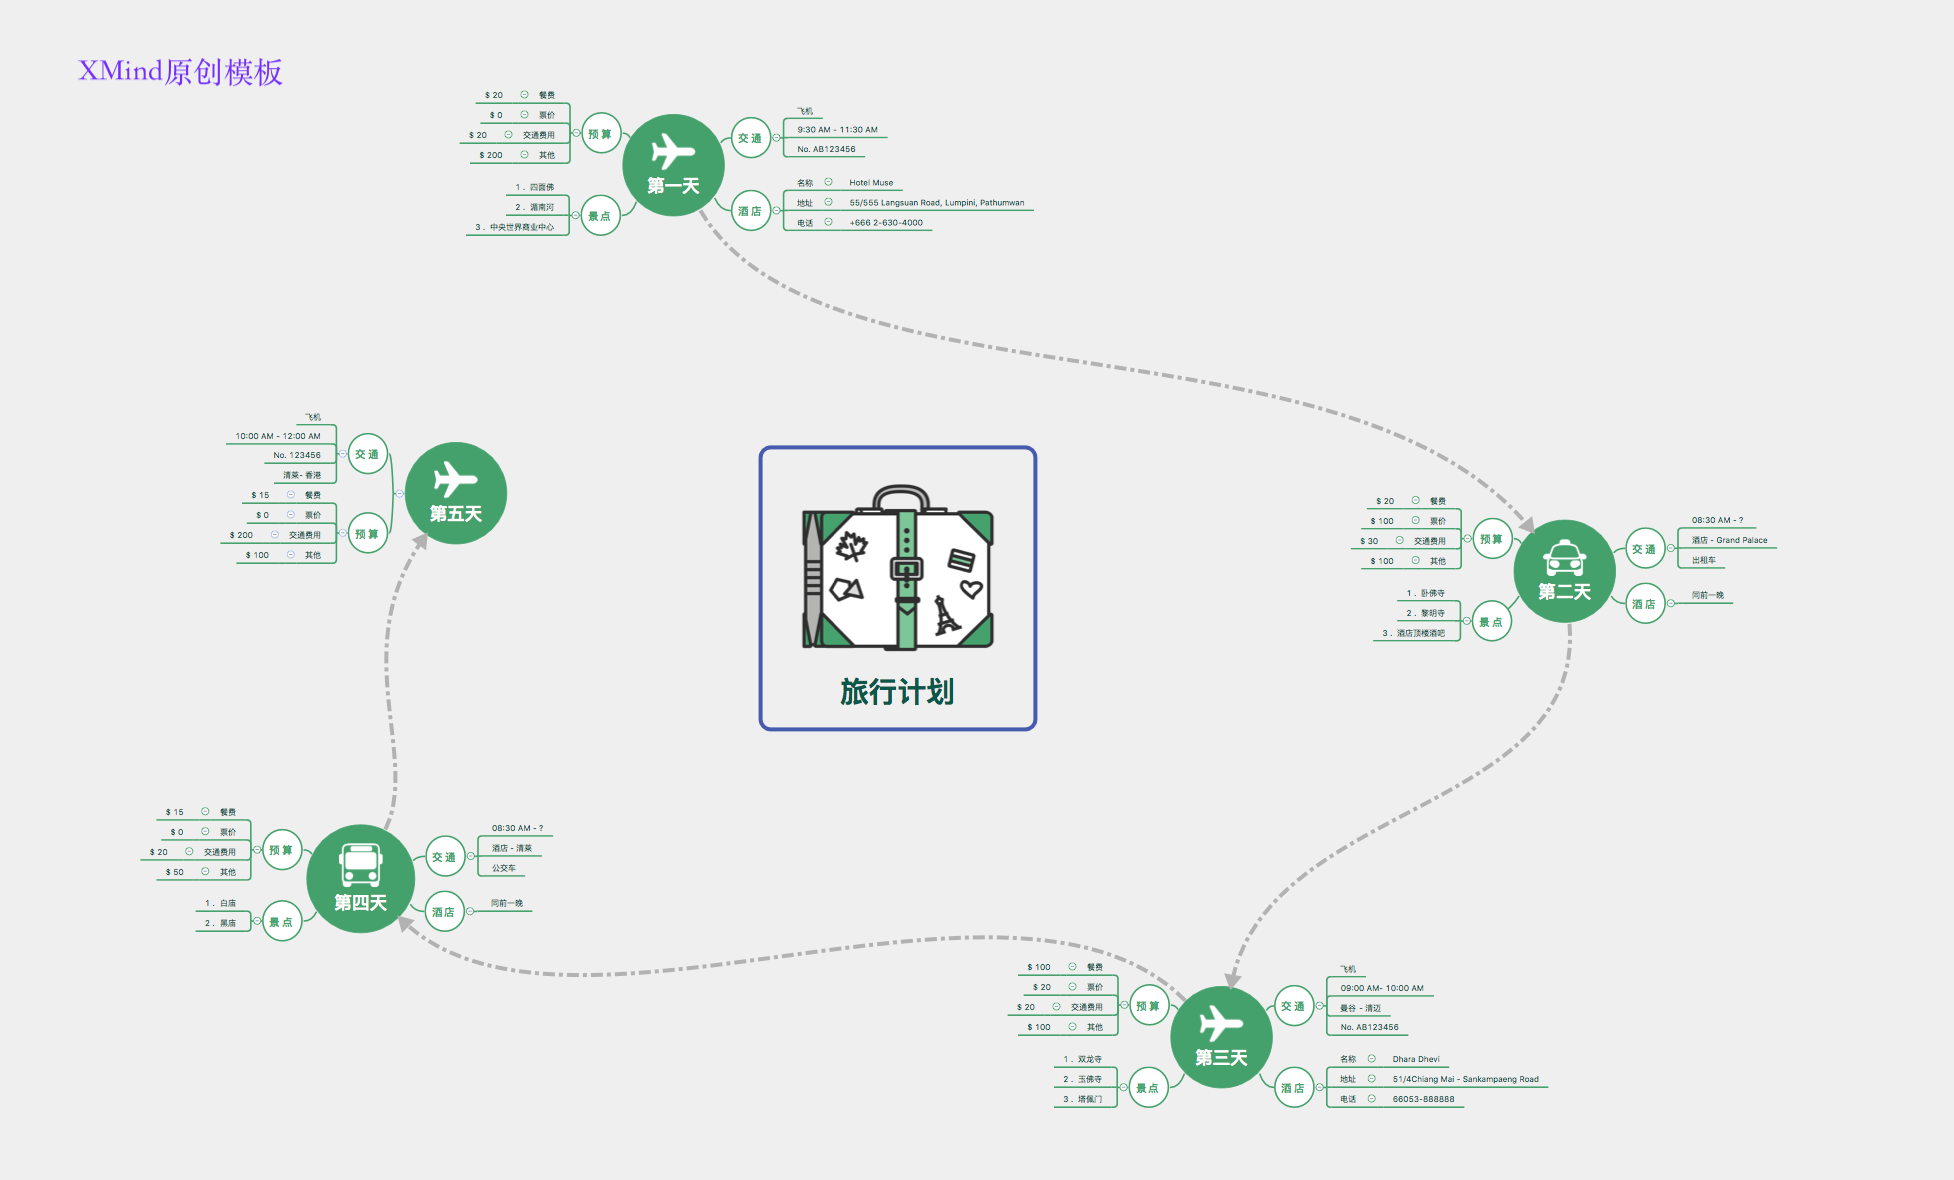 XMind原创模板
第一天
预算
$ 20 餐费
$ 0 票价
$ 20 交通费用
$ 200 其他
景点
1. 四面佛
2. 湄南河
3. 中央世界商业中心
交通
飞机
9:30 AM - 11:30 AM
No. AB123456
酒店
名称 Hotel Muse
地址 55/555 Langsuan Road, Lumpini, Pathumwan
电话 +666 2-630-4000
第二天
预算
$ 20 餐费
$ 100 票价
$ 30 交通费用
$ 100 其他
景点
1. 卧佛寺
2. 黎明寺
3. 酒店顶楼酒吧
交通
08:30 AM - ?
酒店 - Grand Palace
出租车
酒店
同前一晚
第三天
预算
$ 100 餐费
$ 20 票价
$ 20 交通费用
$ 100 其他
景点
1. 双龙寺
2. 玉佛寺
3. 塔佩门
交通
飞机
09:00 AM- 10:00 AM
曼谷 - 清迈
No. AB123456
酒店
名称 Dhara Dhevi
地址 51/4Chiang Mai - Sankampaeng Road
电话 66053-888888
第四天
预算
$ 15 餐费
$ 0 票价
$ 20 交通费用
$ 50 其他
景点
1. 白庙
2. 黑庙
交通
08:30 AM - ?
酒店 - 清莱
公交车
酒店
同前一晚
第五天
交通
飞机
10:00 AM - 12:00 AM
No. 123456
清莱- 香港
预算
$ 15 餐费
$ 0 票价
$ 200 交通费用
$ 100 其他
旅行计划